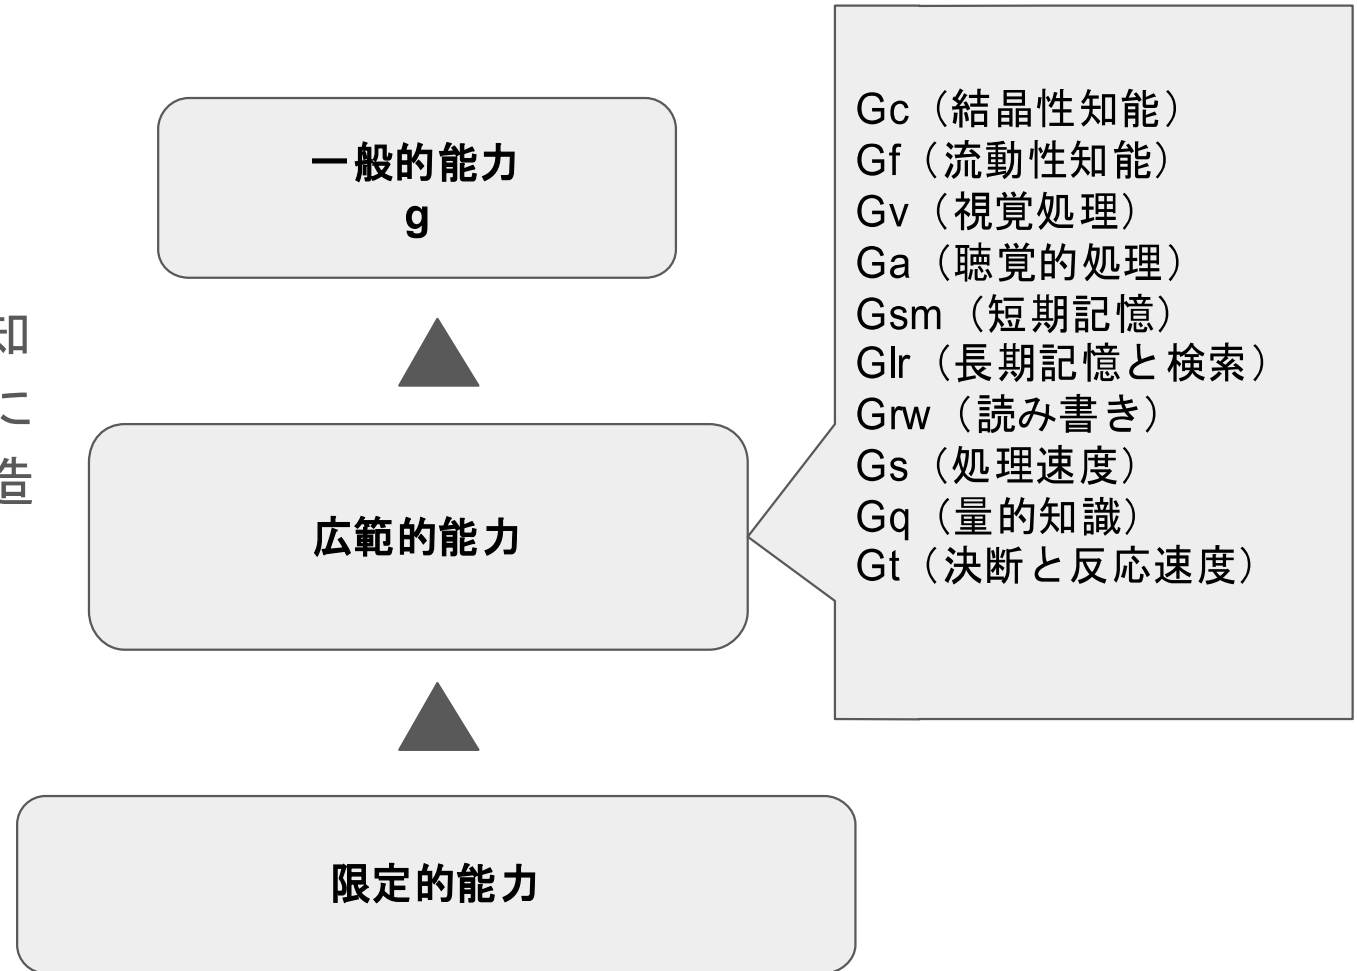 一般的能力
g
知
に
造
広範的能力
限定的能力
Gc（結晶性知能）
Gf（流動性知能）
Gv（視覚処理）
Ga（聴覚的処理）
Gsm（短期記憶）
Glr（長期記憶と検索）
Grw（読み書き）
Gs（処理速度）
Gq（量的知識）
Gt（決断と反応速度）